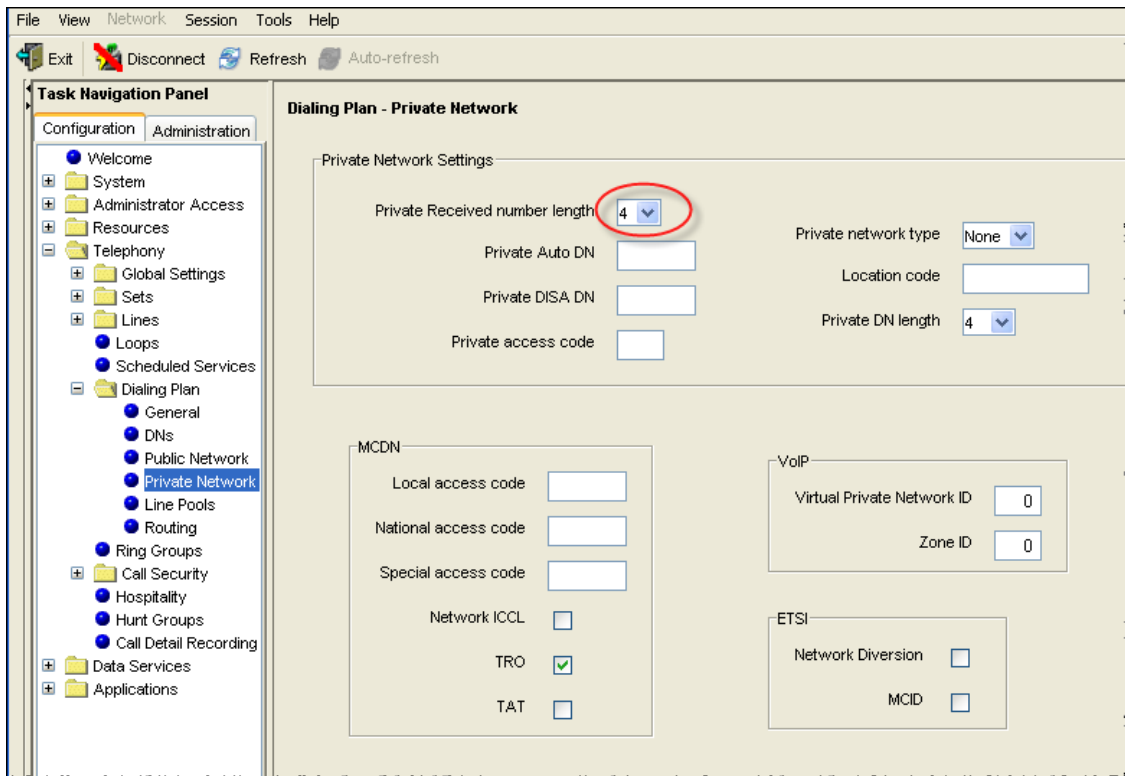 File View Network Session Tools Help
Exit Disconnect Refresh Auto-refresh
Task Navigation Panel
Configuration Administration
Welcome
System
Administrator Access
Resources
Telephony
Global Settings
Sets
Lines
Loops
Scheduled Services
Dialing Plan
General
DNs
Public Network
Private Network
Line Pools
Routing
Ring Groups
Call Security
Hospitality
Hunt Groups
Call Detail Recording
Data Services
Applications
Dialing Plan - Private Network
Private Network Settings
Private Received number length 4
Private Auto DN
Private DISA DN
Private access code
Private network type None
Location code
Private DN length 4
MCDN
Local access code
National access code
Special access code
Network ICCL
TRO
TAT
VoIP
Virtual Private Network ID 0
Zone ID 0
ETSI
Network Diversion
MCID